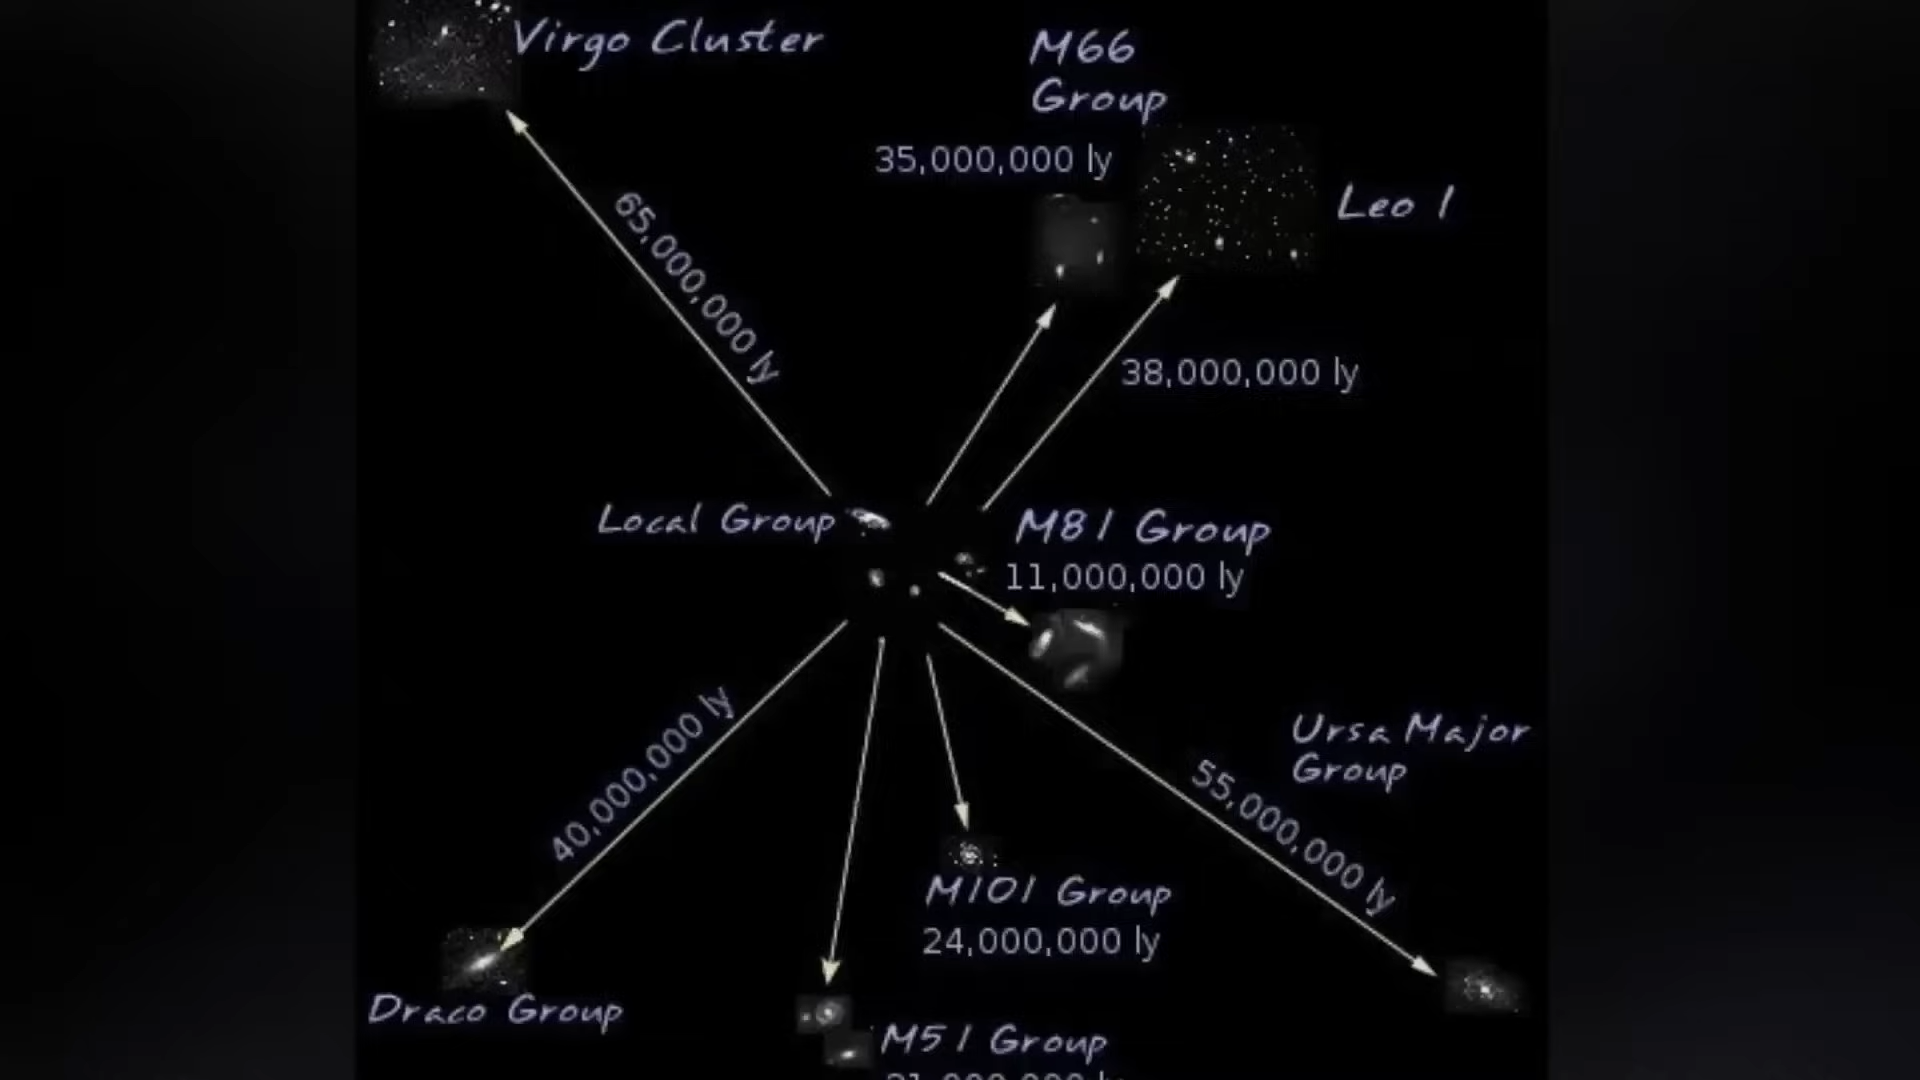 Virgo Cluster
M66
Group
35,000,000 ly
Leo I
65,000,000 ly
38,000,000 ly
Local Group
M81 Group
11,000,000 ly
Ursa Major
Group
55,000,000 ly
40,000,000 ly
M101 Group
24,000,000 ly
Draco Group
M51 Group